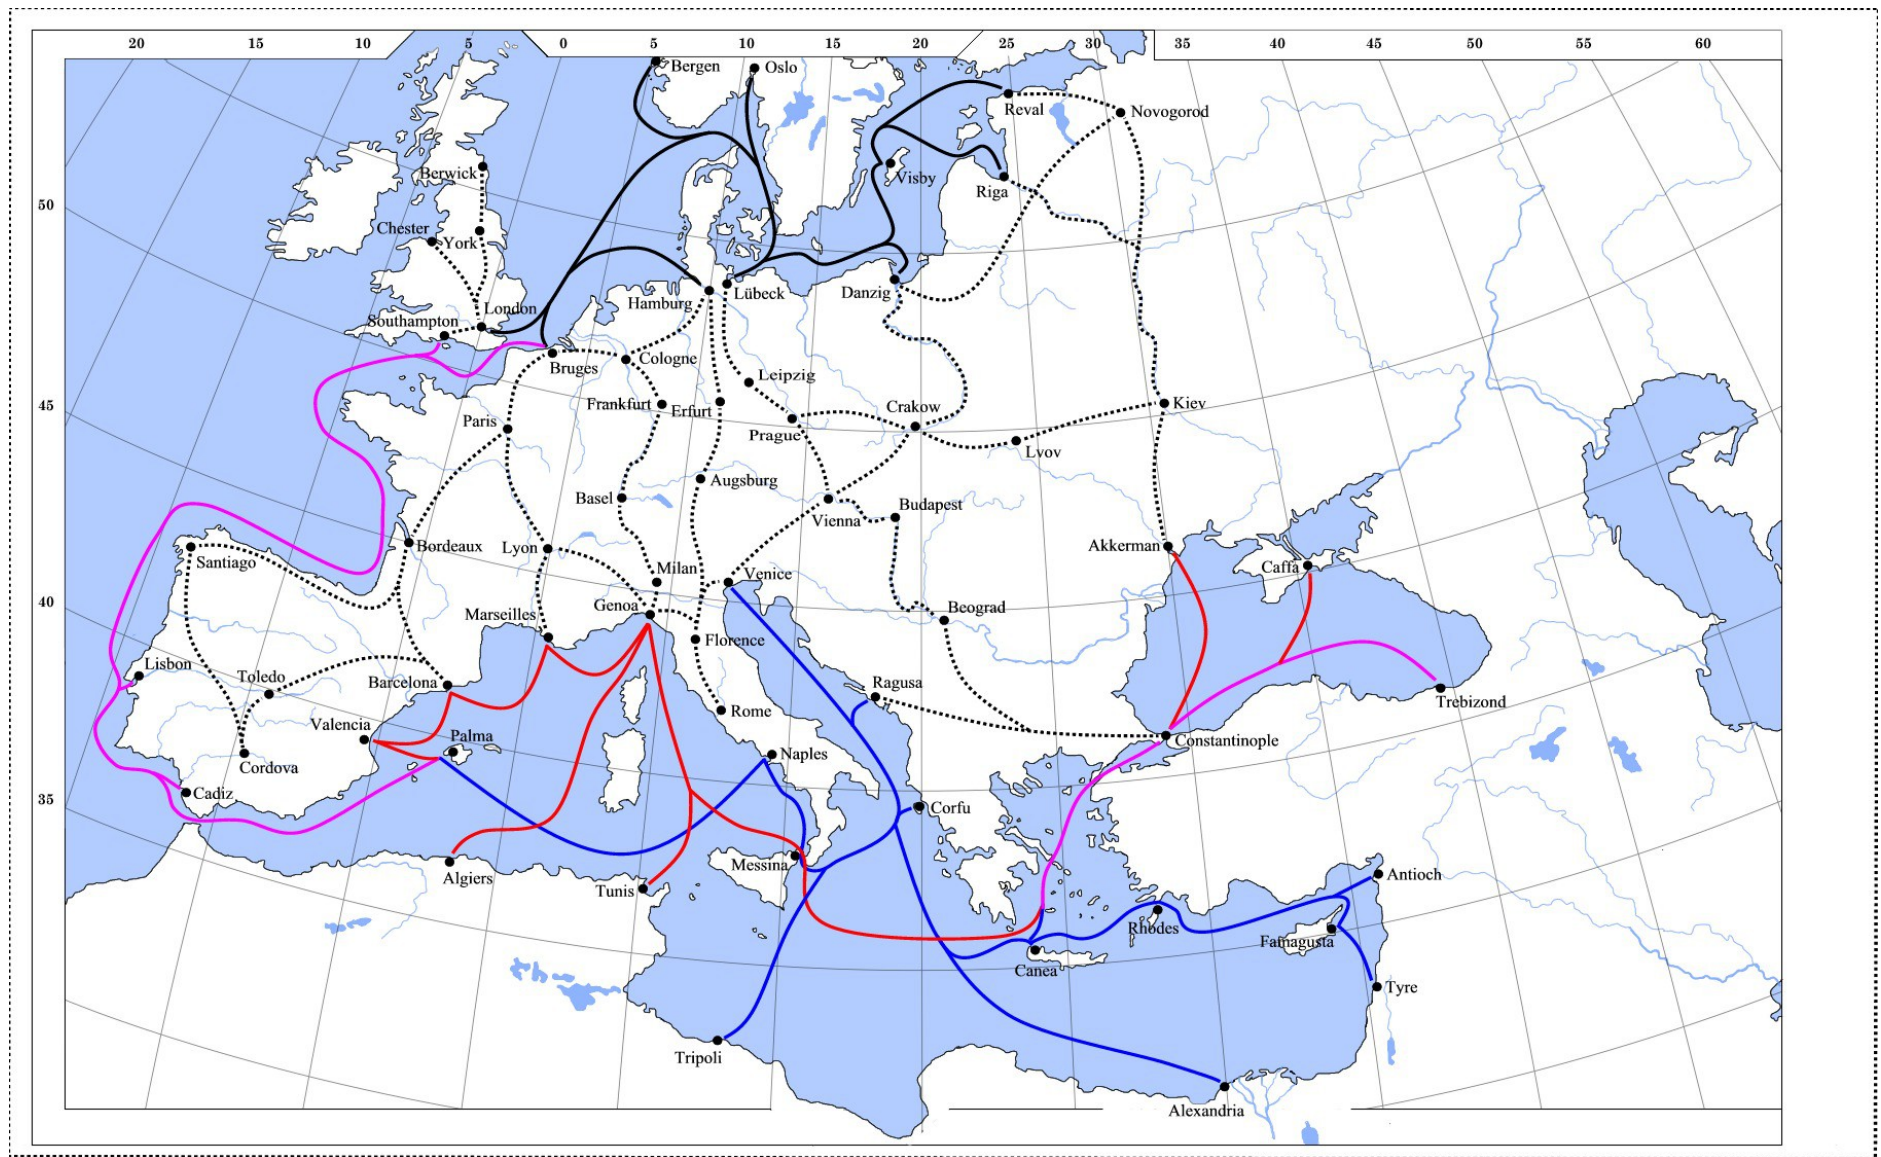 20 15 10 5 0 5 10 15 20 25 30 35 40 45 50 55 60
Bergen
Oslo
Reval
Novogorod
Berwick
Visby
Riga
50
Chester
York
Hamburg
Lübeck
Danzig
London
Southampton
Bruges
Cologne
Leipzig
45
Frankfurt
Erfurt
Crakow
Kiev
Paris
Prague
Lvov
Augsburg
Basel
Budapest
Vienna
Bordeaux
Lyon
Akkerman
Santiago
Milan
Venice
Caffa
40
Genoa
Marseilles
Beograd
Florence
Lisbon
Toledo
Barcelona
Ragusa
Trebizond
Rome
Valencia
Palma
Constantinople
Naples
Cordova
35
Cadiz
Corfu
Messina
Algiers
Tunis
Antioch
Rhodes
Famagusta
Canea
Tyre
Tripoli
Alexandria